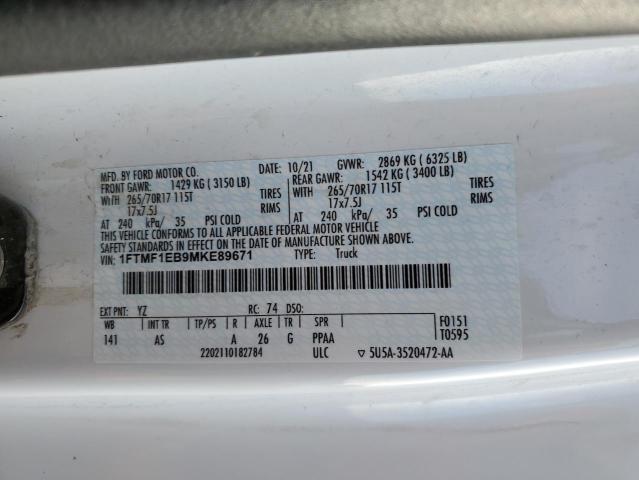 MFD. BY FORD MOTOR CO. DATE: 10/21 GVWR: 2869 KG ( 6325 LB)
FRONT GAWR: 1429 KG ( 3150 LB) REAR GAWR: 1542 KG ( 3400 LB)
WITH 265/70R17 115T TIRES WITH 265/70R17 115T TIRES
17x7.5J RIMS 17x7.5J RIMS
AT 240 kPa/ 35 PSI COLD AT 240 kPa/ 35 PSI COLD
THIS VEHICLE CONFORMS TO ALL APPLICABLE FEDERAL MOTOR VEHICLE
SAFETY STANDARDS IN EFFECT ON THE DATE OF MANUFACTURE SHOWN ABOVE.
VIN: 1FTMF1EB9MKE89671 TYPE: Truck
EXT PNT: YZ RC: 74 DSO:
WB INT TR TP/PS R AXLE TR SPR F0151
141 AS A 26 G PPAA T0595
2202110182784 ULC ▽ 5U5A-3520472-AA